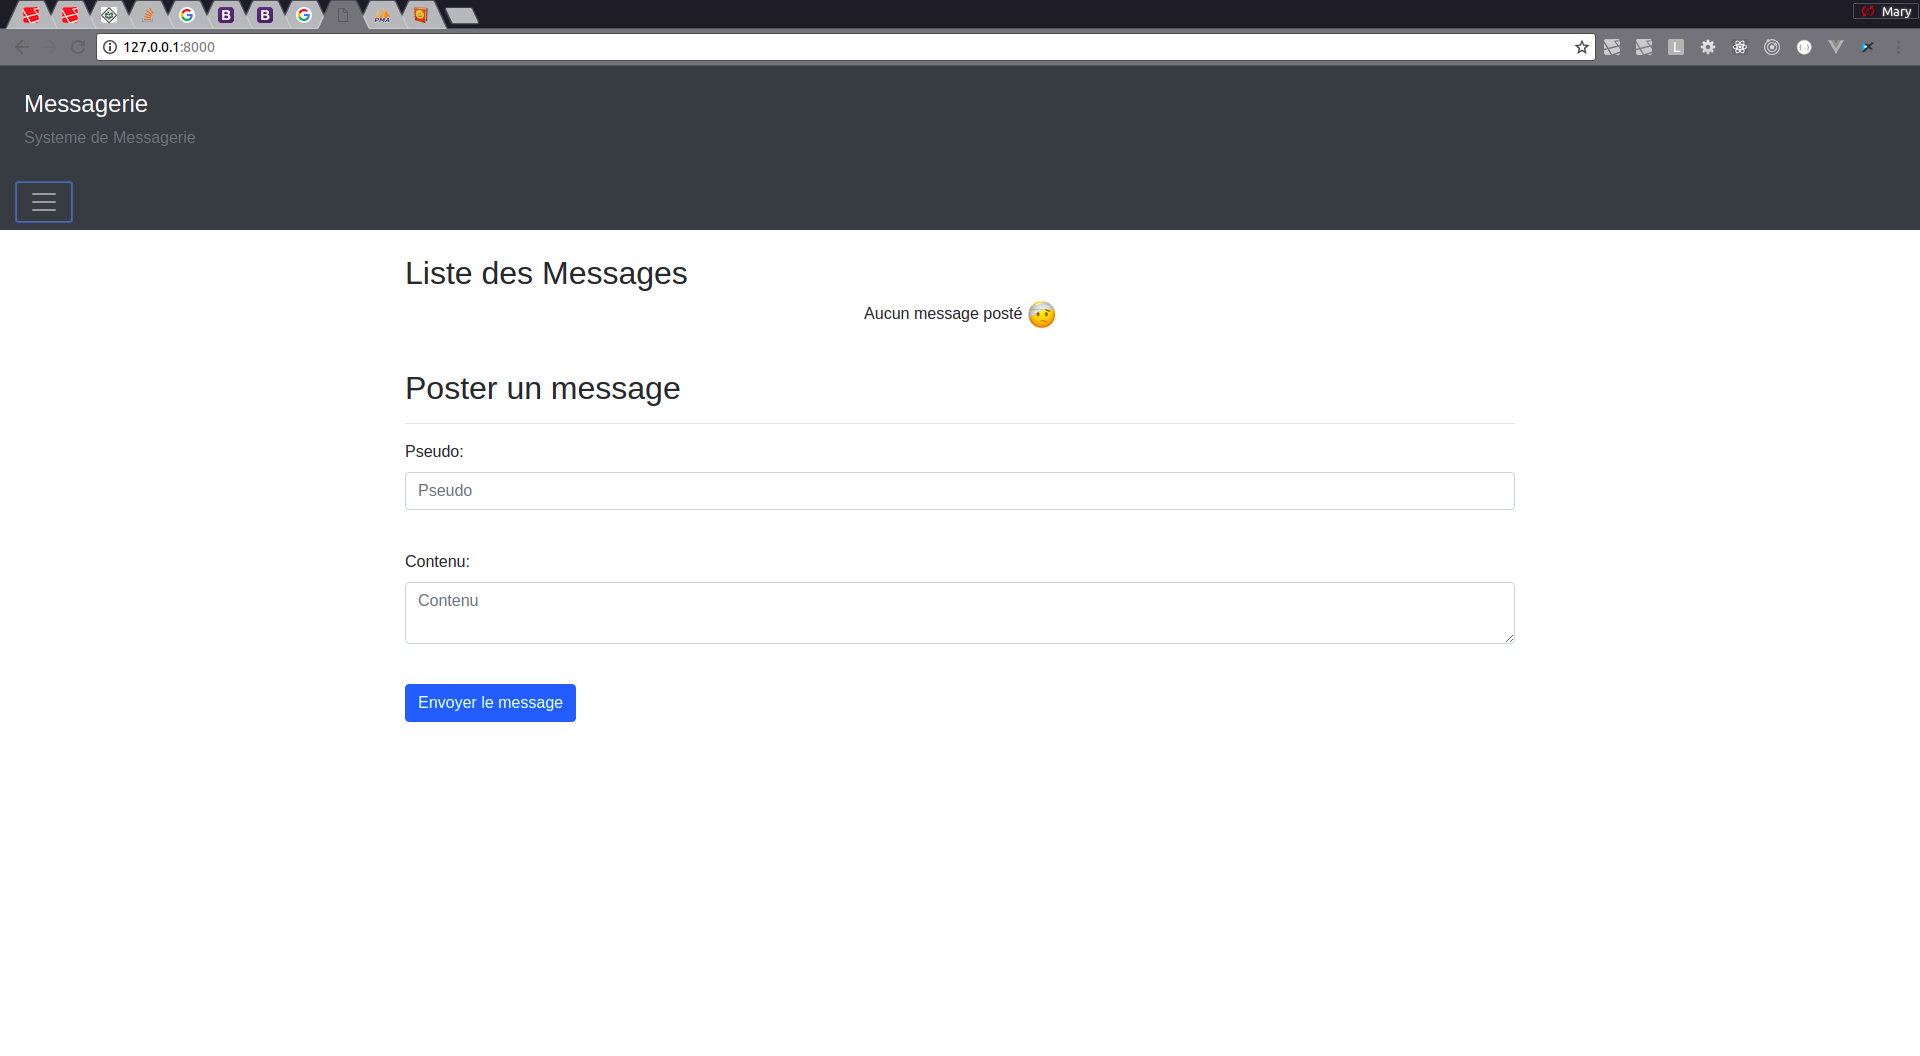 Mary
127.0.0.1:8000
L
Messagerie
Systeme de Messagerie
Liste des Messages
Aucun message posté
Poster un message
Pseudo:
Pseudo
Contenu:
Contenu
Envoyer le message